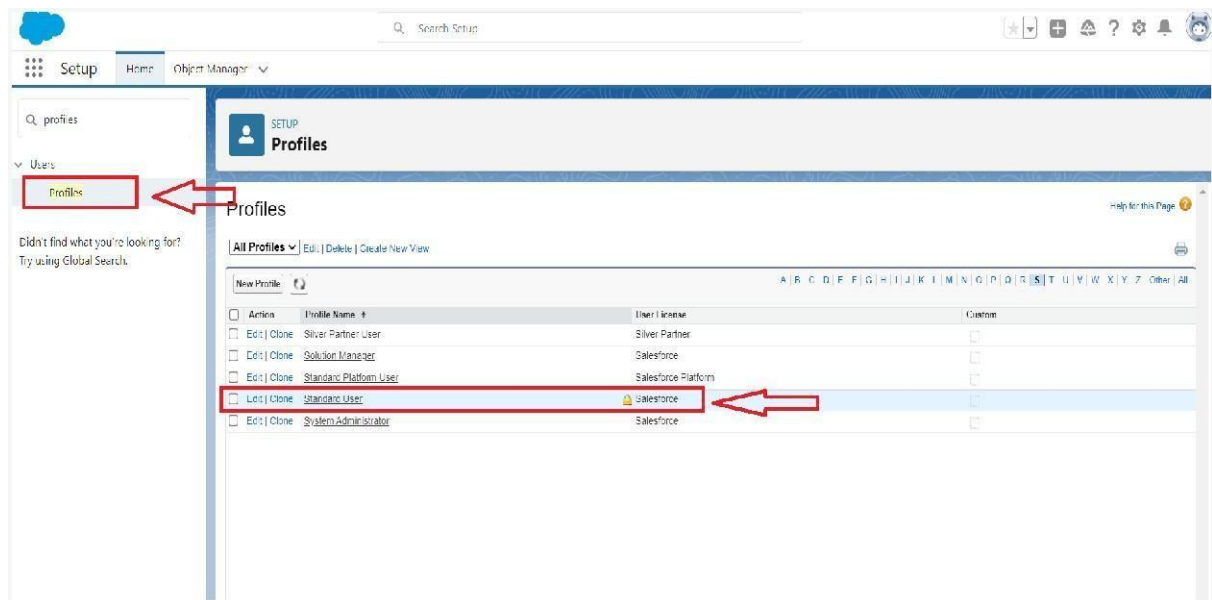 Search Setup
Setup Home Object Manager
profiles
Users
Profiles
Didn't find what you're looking for?
Try using Global Search.
SETUP
Profiles
Profiles
Help for this Page
All Profiles Edit | Delete | Create New View
New Profile
A | B | C | D | E | F | G | H | I | J | K | L | M | N | O | P | Q | R | S | T | U | V | W | X | Y | Z | Other | All
Action Profile Name User License Custom
Edit | Clone Silver Partner User Silver Partner
Edit | Clone Solution Manager Salesforce
Edit | Clone Standard Platform User Salesforce Platform
Edit | Clone Standard User Salesforce
Edit | Clone System Administrator Salesforce